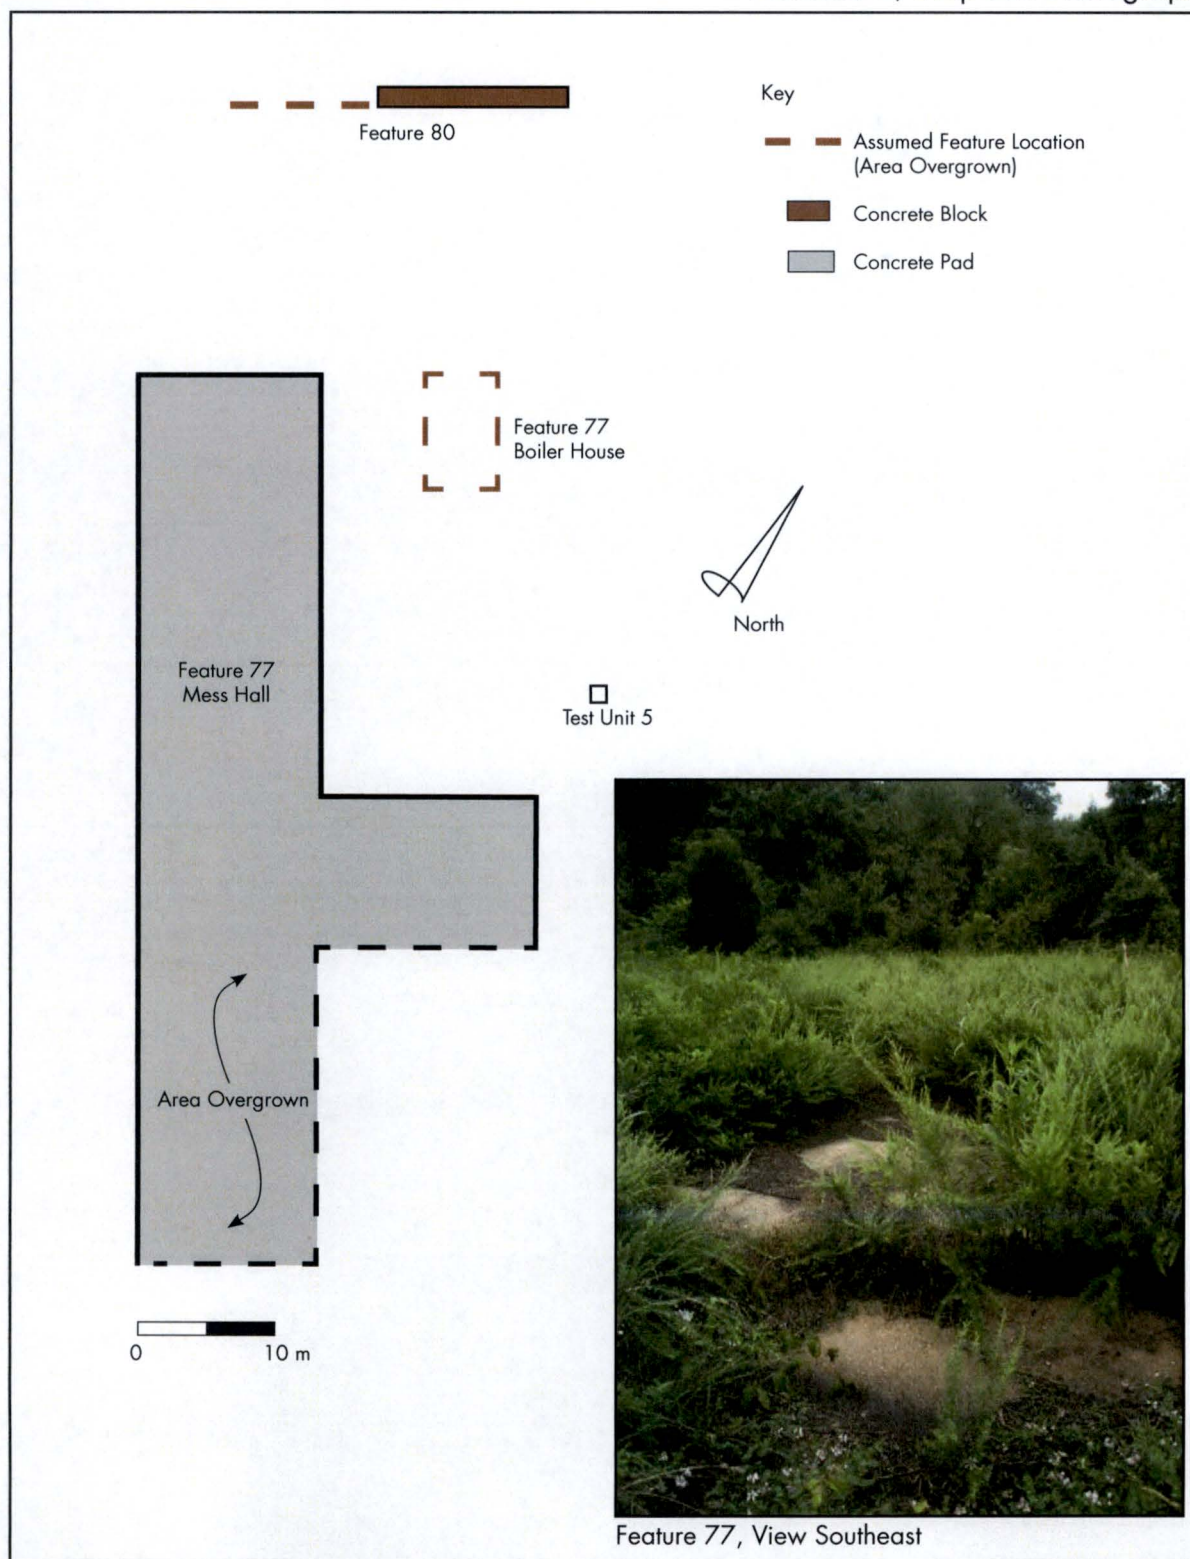 Feature 80
Key
Assumed Feature Location
(Area Overgrown)
Concrete Block
Concrete Pad
Feature 77
Boiler House
North
Feature 77
Mess Hall
Test Unit 5
Area Overgrown
0 10 m
Feature 77, View Southeast